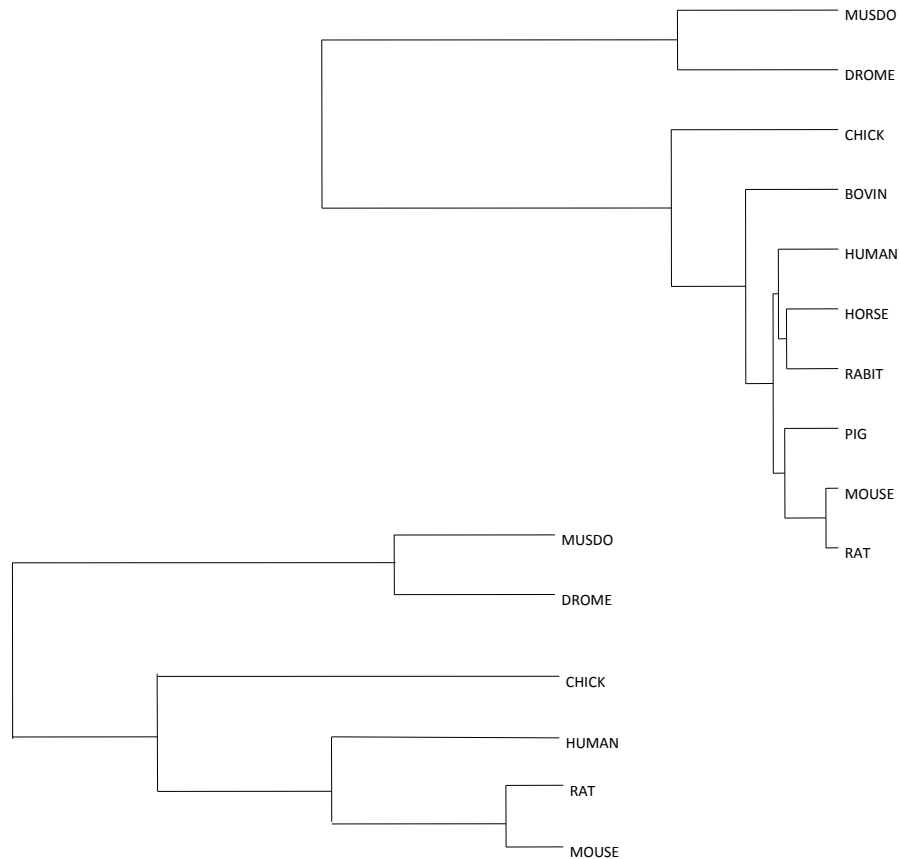 MUSDO
DROME
CHICK
BOVIN
HUMAN
HORSE
RABIT
PIG
MOUSE
RAT
MUSDO
DROME
CHICK
HUMAN
RAT
MOUSE